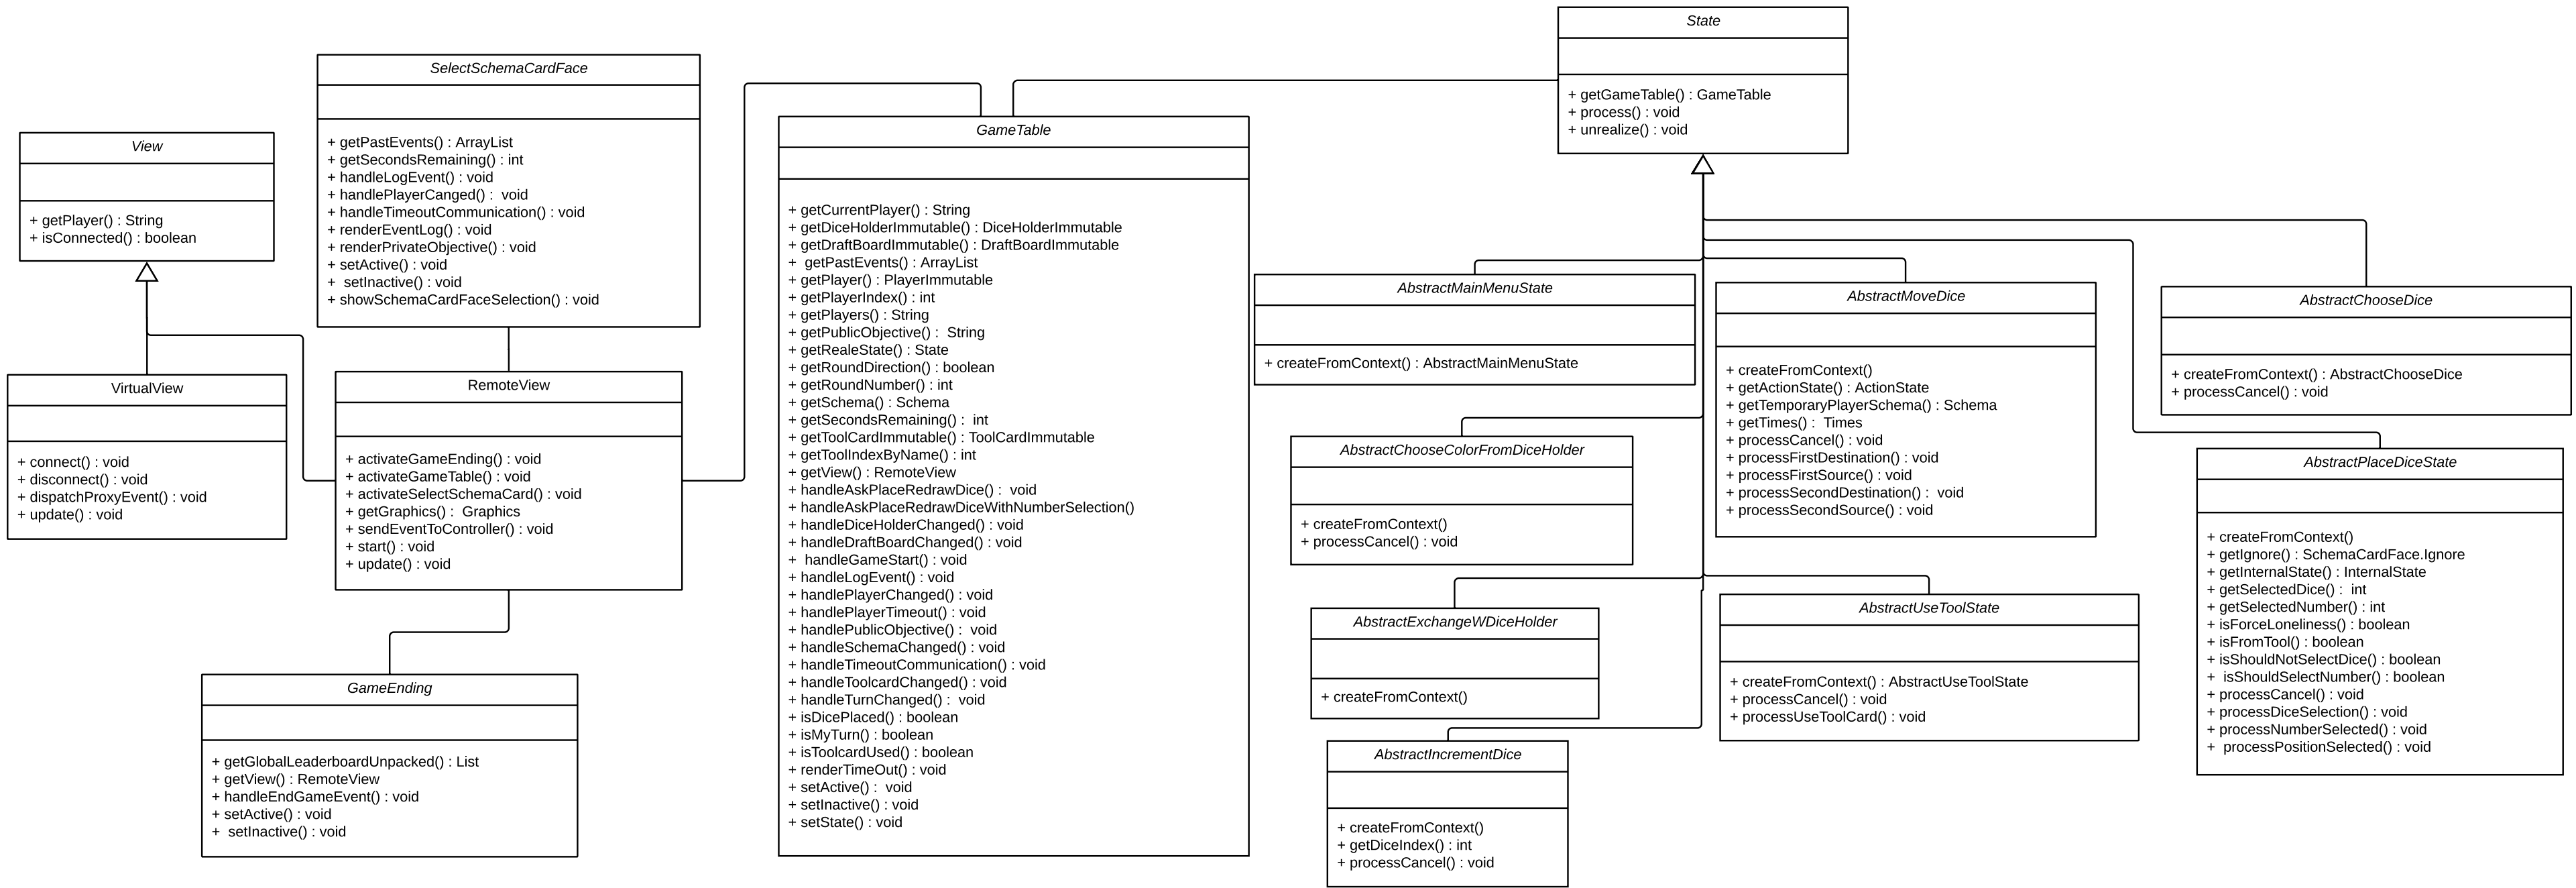 State
+ getGameTable() : GameTable
+ process() : void
+ unrealize() : void
SelectSchemaCardFace
+ getPastEvents() : ArrayList
+ getSecondsRemaining() : int
+ handleLogEvent() : void
+ handlePlayerCanged() :  void
+ handleTimeoutCommunication() : void
+ renderEventLog() : void
+ renderPrivateObjective() : void
+ setActive() : void
+  setInactive() : void
+ showSchemaCardFaceSelection() : void
View
+ getPlayer() : String
+ isConnected() : boolean
VirtualView
+ connect() : void
+ disconnect() : void
+ dispatchProxyEvent() : void
+ update() : void
RemoteView
+ activateGameEnding() : void
+ activateGameTable() : void
+ activateSelectSchemaCard() : void
+ getGraphics() :  Graphics
+ sendEventToController() : void
+ start() : void
+ update() : void
GameEnding
+ getGlobalLeaderboardUnpacked() : List
+ getView() : RemoteView
+ handleEndGameEvent() : void
+ setActive() : void
+  setInactive() : void
GameTable
+ getCurrentPlayer() : String
+ getDiceHolderImmutable() : DiceHolderImmutable
+ getDraftBoardImmutable() : DraftBoardImmutable
+  getPastEvents() : ArrayList
+ getPlayer() : PlayerImmutable
+ getPlayerIndex() : int
+ getPlayers() : String
+ getPublicObjective() :  String
+ getRealeState() : State
+ getRoundDirection() : boolean
+ getRoundNumber() : int
+ getSchema() : Schema
+ getSecondsRemaining() :  int
+ getToolCardImmutable() : ToolCardImmutable
+ getToolIndexByName() : int
+ getView() : RemoteView
+ handleAskPlaceRedrawDice() :  void
+ handleAskPlaceRedrawDiceWithNumberSelection()
+ handleDiceHolderChanged() : void
+ handleDraftBoardChanged() : void
+  handleGameStart() : void
+ handleLogEvent() : void
+ handlePlayerChanged() : void
+ handlePlayerTimeout() : void
+ handlePublicObjective() :  void
+ handleSchemaChanged() : void
+ handleTimeoutCommunication() : void
+ handleToolcardChanged() : void
+ handleTurnChanged() :  void
+ isDicePlaced() : boolean
+ isMyTurn() : boolean
+ isToolcardUsed() : boolean
+ renderTimeOut() : void
+ setActive() :  void
+ setInactive() : void
+ setState() : void
AbstractMainMenuState
+ createFromContext() : AbstractMainMenuState
AbstractMoveDice
+ createFromContext()
+ getActionState() : ActionState
+ getTemporaryPlayerSchema() : Schema
+ getTimes() :  Times
+ processCancel() : void
+ processFirstDestination() : void
+ processFirstSource() : void
+ processSecondDestination() :  void
+ processSecondSource() : void
AbstractChooseDice
+ createFromContext() : AbstractChooseDice
+ processCancel() : void
AbstractChooseColorFromDiceHolder
+ createFromContext()
+ processCancel() : void
AbstractPlaceDiceState
+ createFromContext()
+ getIgnore() : SchemaCardFace.Ignore
+ getInternalState() : InternalState
+ getSelectedDice() :  int
+ getSelectedNumber() : int
+ isForceLoneliness() : boolean
+ isFromTool() : boolean
+ isShouldNotSelectDice() : boolean
+  isShouldSelectNumber() : boolean
+ processCancel() : void
+ processDiceSelection() : void
+ processNumberSelected() : void
+  processPositionSelected() : void
AbstractExchangeWDiceHolder
+ createFromContext()
AbstractUseToolState
+ createFromContext() : AbstractUseToolState
+ processCancel() : void
+ processUseToolCard() : void
AbstractIncrementDice
+ createFromContext()
+ getDiceIndex() : int
+ processCancel() : void